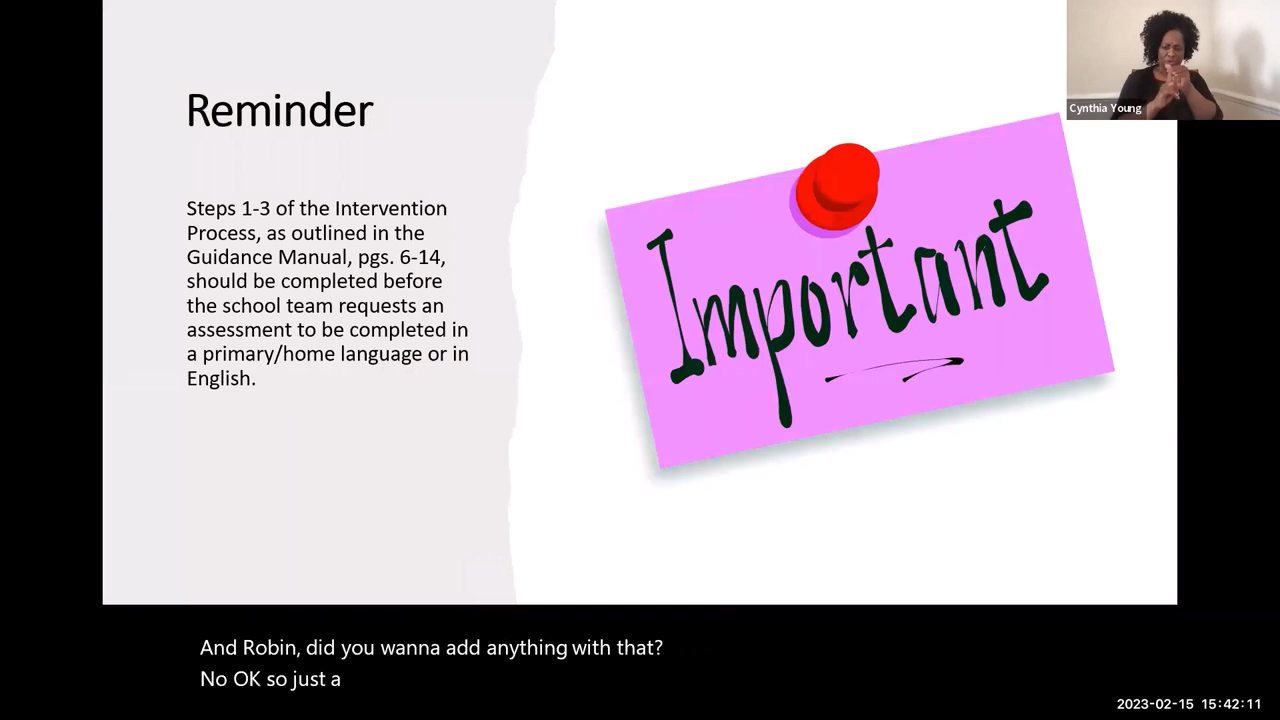 Reminder
Steps 1-3 of the Intervention
Process, as outlined in the
Guidance Manual, pgs. 6-14,
should be completed before
the school team requests an
assessment to be completed in
a primary/home language or in
English.
Important
Cynthia Young
And Robin, did you wanna add anything with that?
No OK so just a
2023-02-15 15:42:11